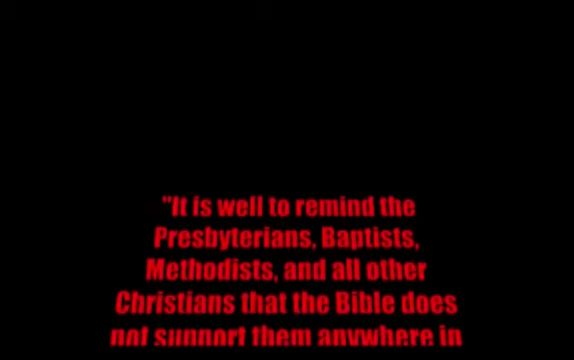 "It is well to remind the
Presbyterians, Baptists,
Methodists, and all other
Christians that the Bible does
not support them anywhere in